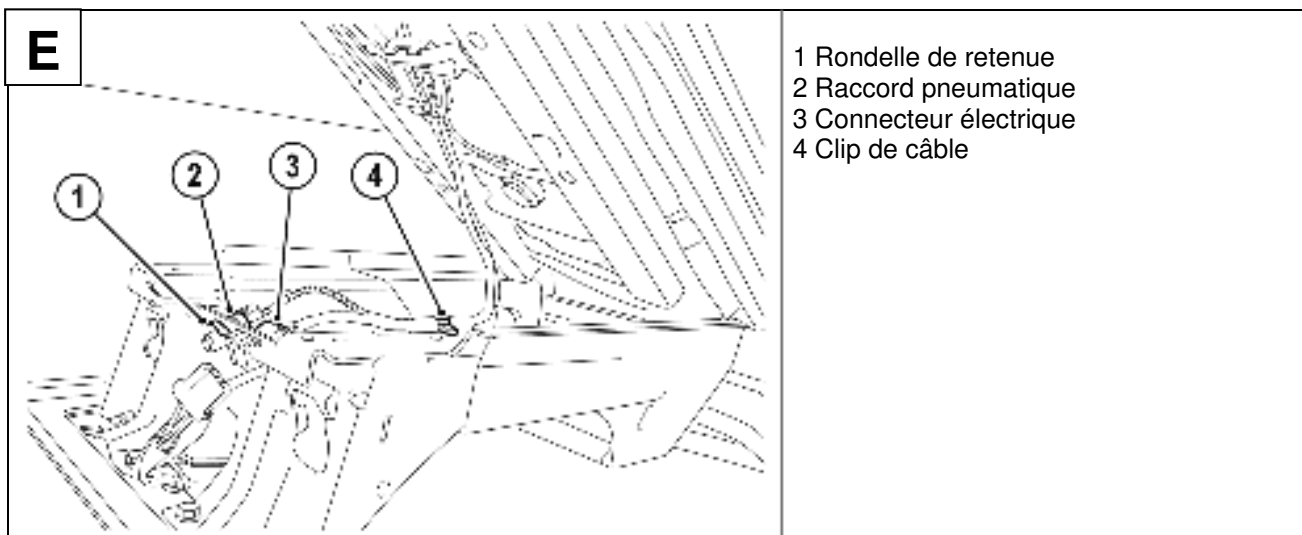 E
1
2
3
4
1 Rondelle de retenue
2 Raccord pneumatique
3 Connecteur électrique
4 Clip de câble